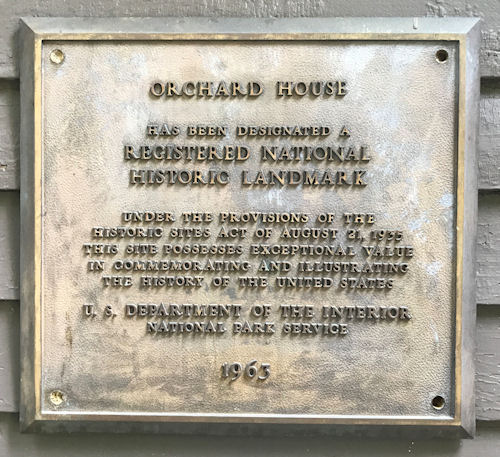 ORCHARD HOUSE
HAS BEEN DESIGNATED A
REGISTERED NATIONAL
HISTORIC LANDMARK
UNDER THE PROVISIONS OF THE
HISTORIC SITES ACT OF AUGUST 21, 1935
THIS SITE POSSESSES EXCEPTIONAL VALUE
IN COMMEMORATING AND ILLUSTRATING
THE HISTORY OF THE UNITED STATES
U. S. DEPARTMENT OF THE INTERIOR
NATIONAL PARK SERVICE
1963